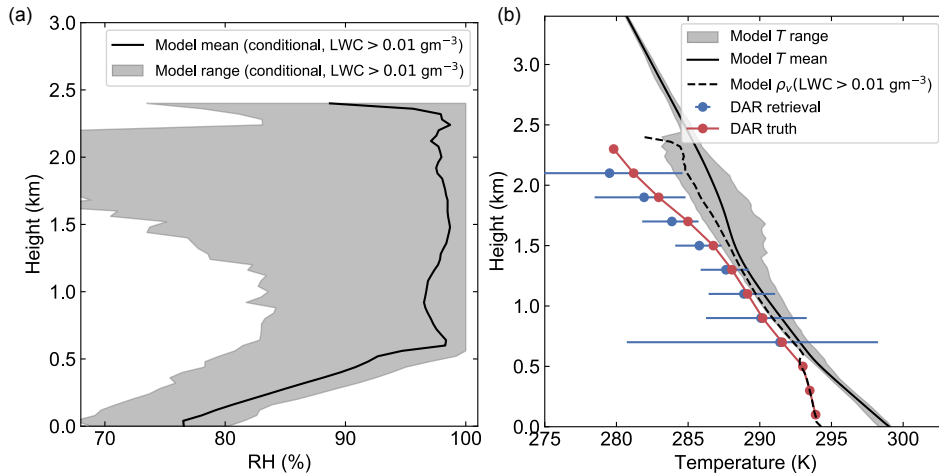 (a)
3.0
2.5
2.0
1.5
1.0
0.5
0.0
Height (km)
Model mean (conditional, LWC > 0.01 gm⁻³)
Model range (conditional, LWC > 0.01 gm⁻³)
70
80
90
100
RH (%)
(b)
3.5
3.0
2.5
2.0
1.5
1.0
0.5
0.0
Height (km)
Model T range
Model T mean
Model ρᵥ(LWC > 0.01 gm⁻³)
DAR retrieval
DAR truth
275
280
285
290
295
300
Temperature (K)